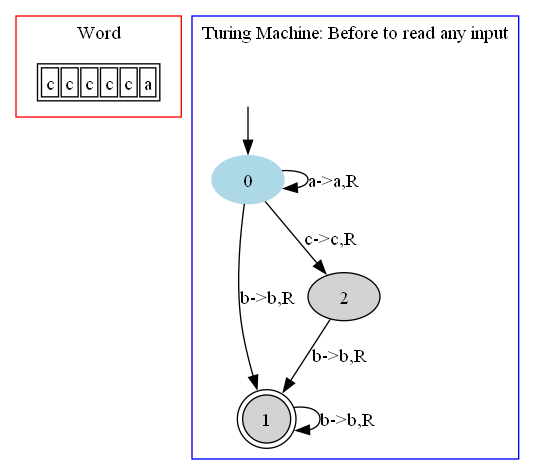 Word
c c c c c a
Turing Machine: Before to read any input
0
a->a,R
c->c,R
b->b,R
2
b->b,R
1
b->b,R